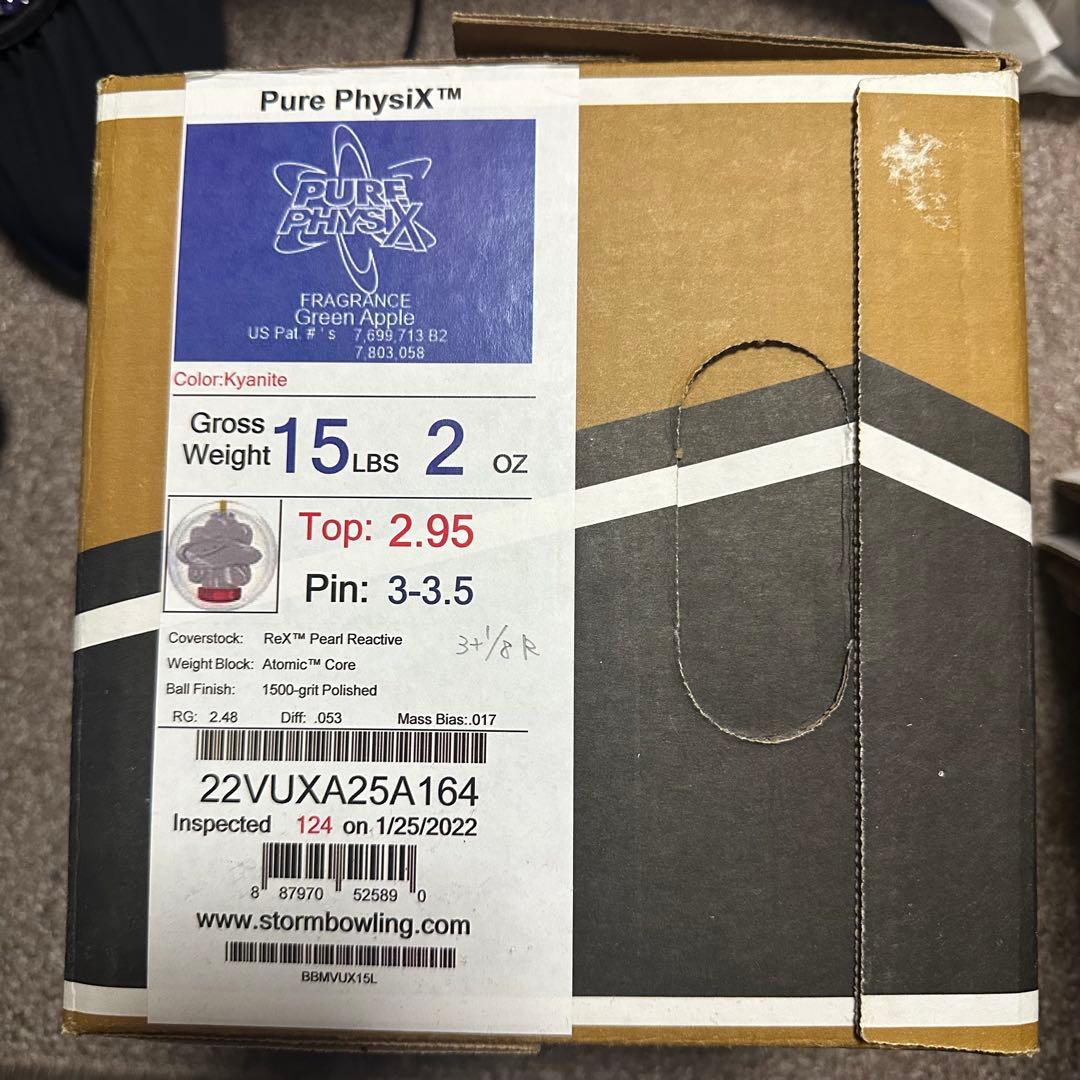 Pure PhysiX™
PURE
PHYSIX
FRAGRANCE
Green Apple
US Pat. # ' s 7,699,713 B2
7,803,058
Color:Kyanite
Gross
Weight 15 LBS 2 OZ
Top: 2.95
Pin: 3-3.5
3+1/8 R
Coverstock: ReX™ Pearl Reactive
Weight Block: Atomic™ Core
Ball Finish: 1500-grit Polished
RG: 2.48 Diff: .053 Mass Bias:.017
22VUXA25A164
Inspected 124 on 1/25/2022
8 87970 52589 0
www.stormbowling.com
BBMVUX15L